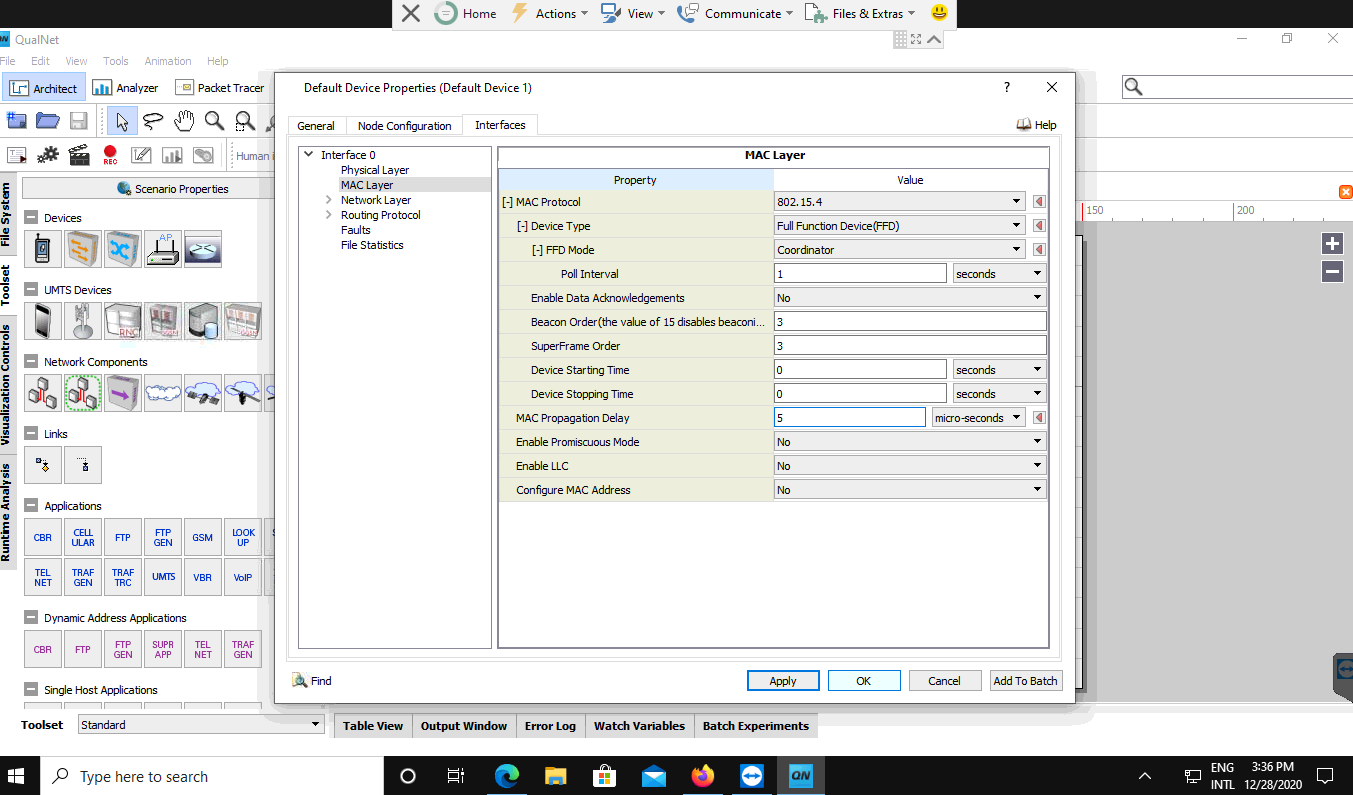 Home Actions View Communicate Files & Extras
QN QualNet
File Edit View Tools Animation Help
Architect Analyzer Packet Tracer
REC Human i
Scenario Properties
File System
Toolset
Visualization Controls
Runtime Analysis
Devices
AP
UMTS Devices
RNC
Network Components
Links
Applications
CBR CELL ULAR FTP FTP GEN GSM LOOK UP
TEL NET TRAF GEN TRAF TRC UMTS VBR VoIP
Dynamic Address Applications
CBR FTP FTP GEN SUPR APP TEL NET TRAF GEN
Single Host Applications
Toolset Standard
Default Device Properties (Default Device 1) ?
General Node Configuration Interfaces Help
Interface 0
Physical Layer
MAC Layer
Network Layer
Routing Protocol
Faults
File Statistics
MAC Layer
Property Value
[-] MAC Protocol 802.15.4
[-] Device Type Full Function Device(FFD)
[-] FFD Mode Coordinator
Poll Interval 1 seconds
Enable Data Acknowledgements No
Beacon Order(the value of 15 disables beaconi... 3
SuperFrame Order 3
Device Starting Time 0 seconds
Device Stopping Time 0 seconds
MAC Propagation Delay 5 micro-seconds
Enable Promiscuous Mode No
Enable LLC No
Configure MAC Address No
Find Apply OK Cancel Add To Batch
150 200
Table View Output Window Error Log Watch Variables Batch Experiments
Type here to search
QN
ENG 3:36 PM
INTL 12/28/2020